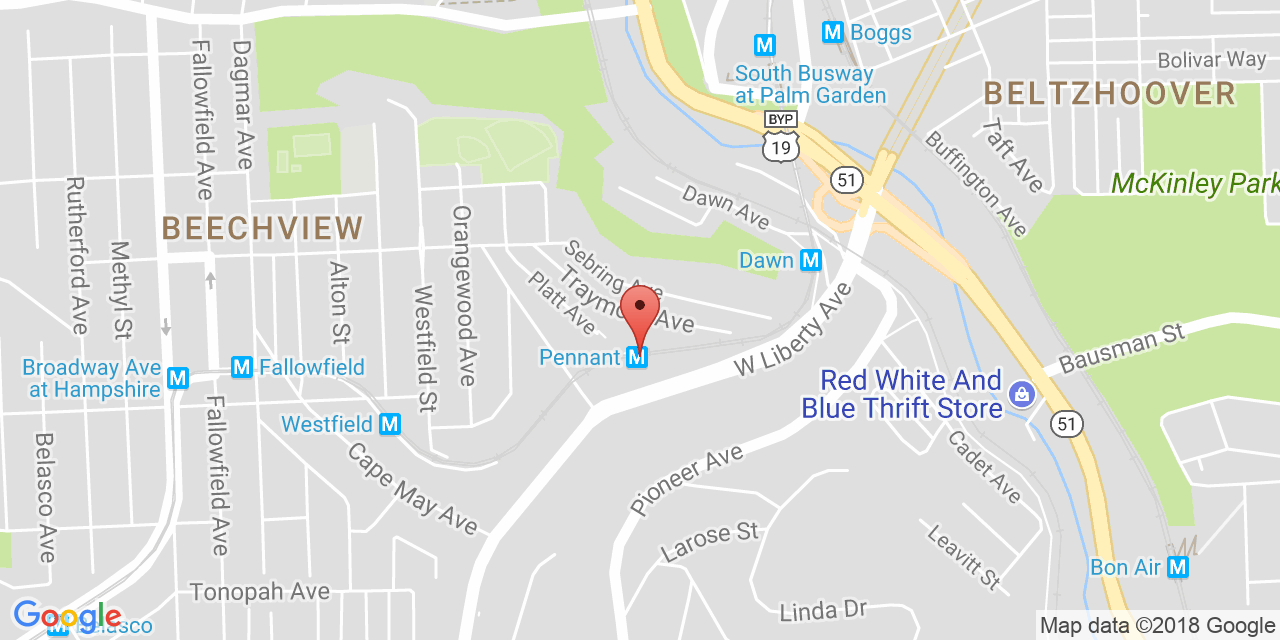 Boggs
South Busway
at Palm Garden
Bolivar Way
BELTZHOOVER
BYP
19
51
Fallowfield Ave
Dagmar Ave
Buffington Ave
Taft Ave
McKinley Park
Rutherford Ave
Methyl St
BEECHVIEW
Alton St
Westfield St
Orangewood Ave
Dawn Ave
Dawn
Sebring Ave
Platt Ave
Ave
Pennant
W Liberty Ave
Bausman St
Broadway Ave
at Hampshire
Fallowfield
Red White And
Blue Thrift Store
51
Westfield
Belasco Ave
Fallowfield Ave
Cape May Ave
Pioneer Ave
Cadet Ave
Larose St
Leavitt St
Bon Air
Tonopah Ave
Linda Dr
Google
Map data ©2018 Google